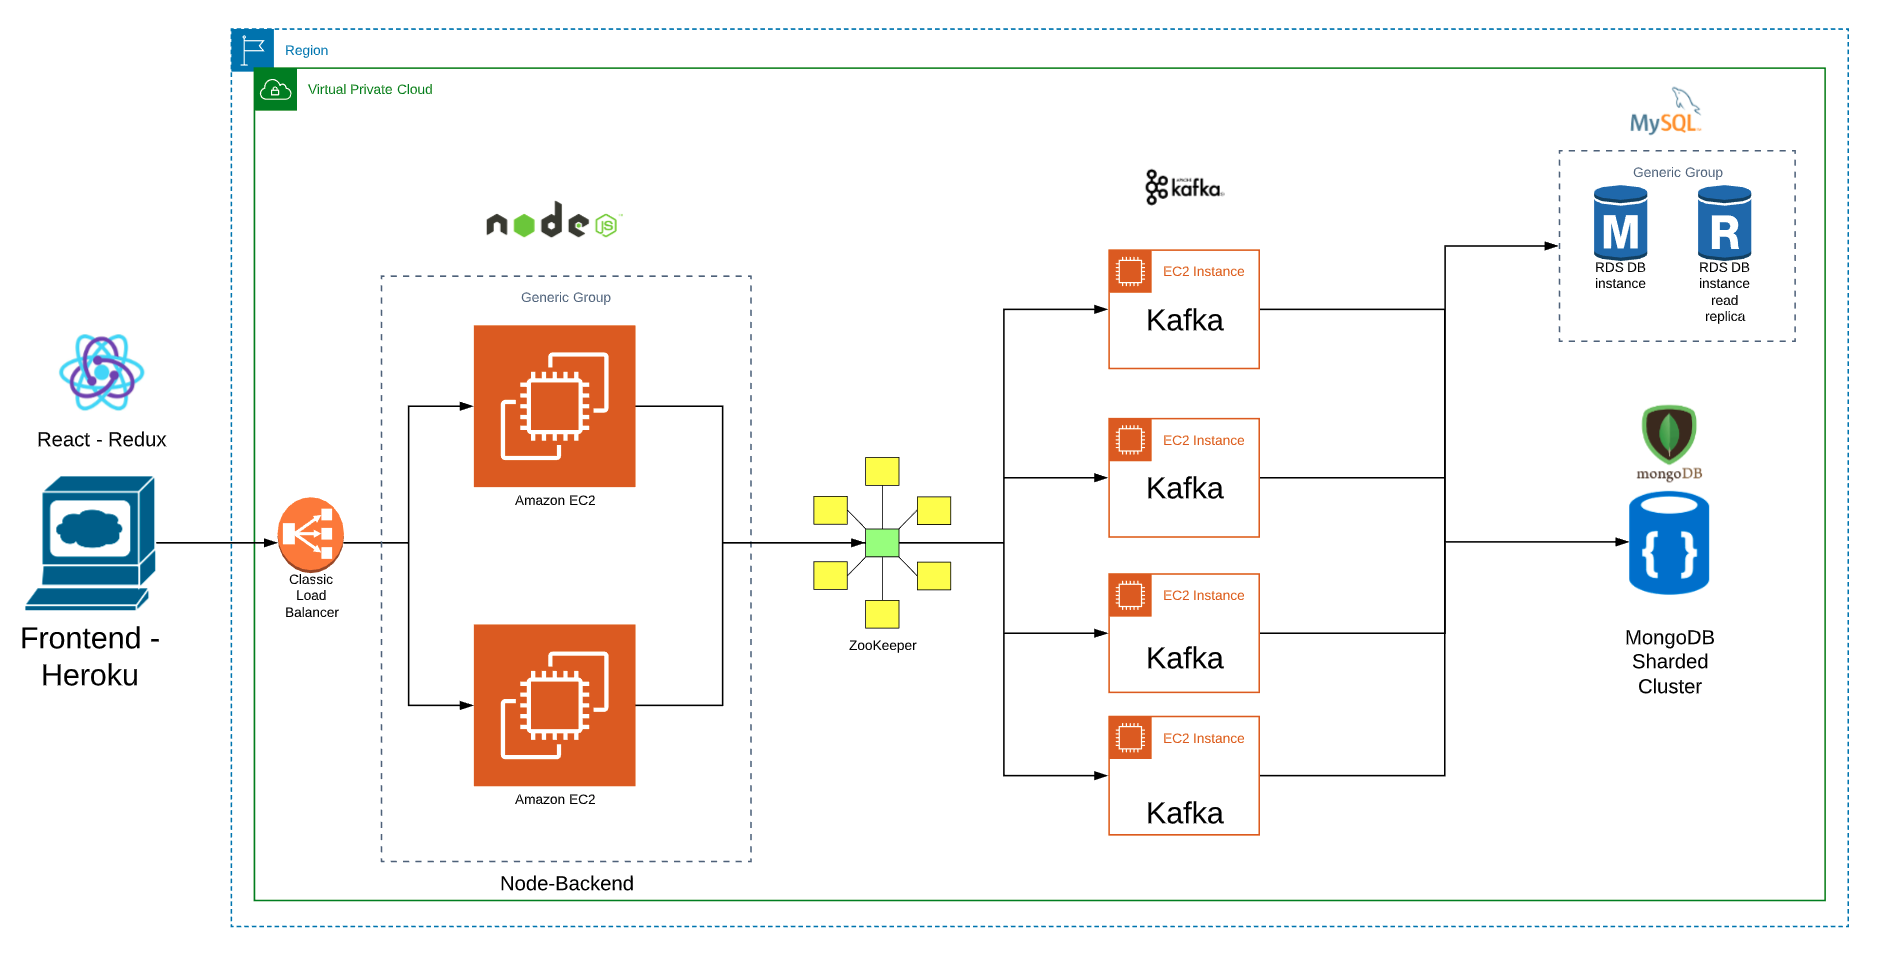 Region
Virtual Private Cloud
MySQL
Generic Group
M
R
RDS DB
instance
RDS DB
instance
read
replica
APACHE
kafka
node
JS
Generic Group
Amazon EC2
Amazon EC2
Node-Backend
React - Redux
Frontend -
Heroku
Classic
Load
Balancer
ZooKeeper
EC2 Instance
Kafka
EC2 Instance
Kafka
EC2 Instance
Kafka
EC2 Instance
Kafka
mongoDB
{ }
MongoDB
Sharded
Cluster